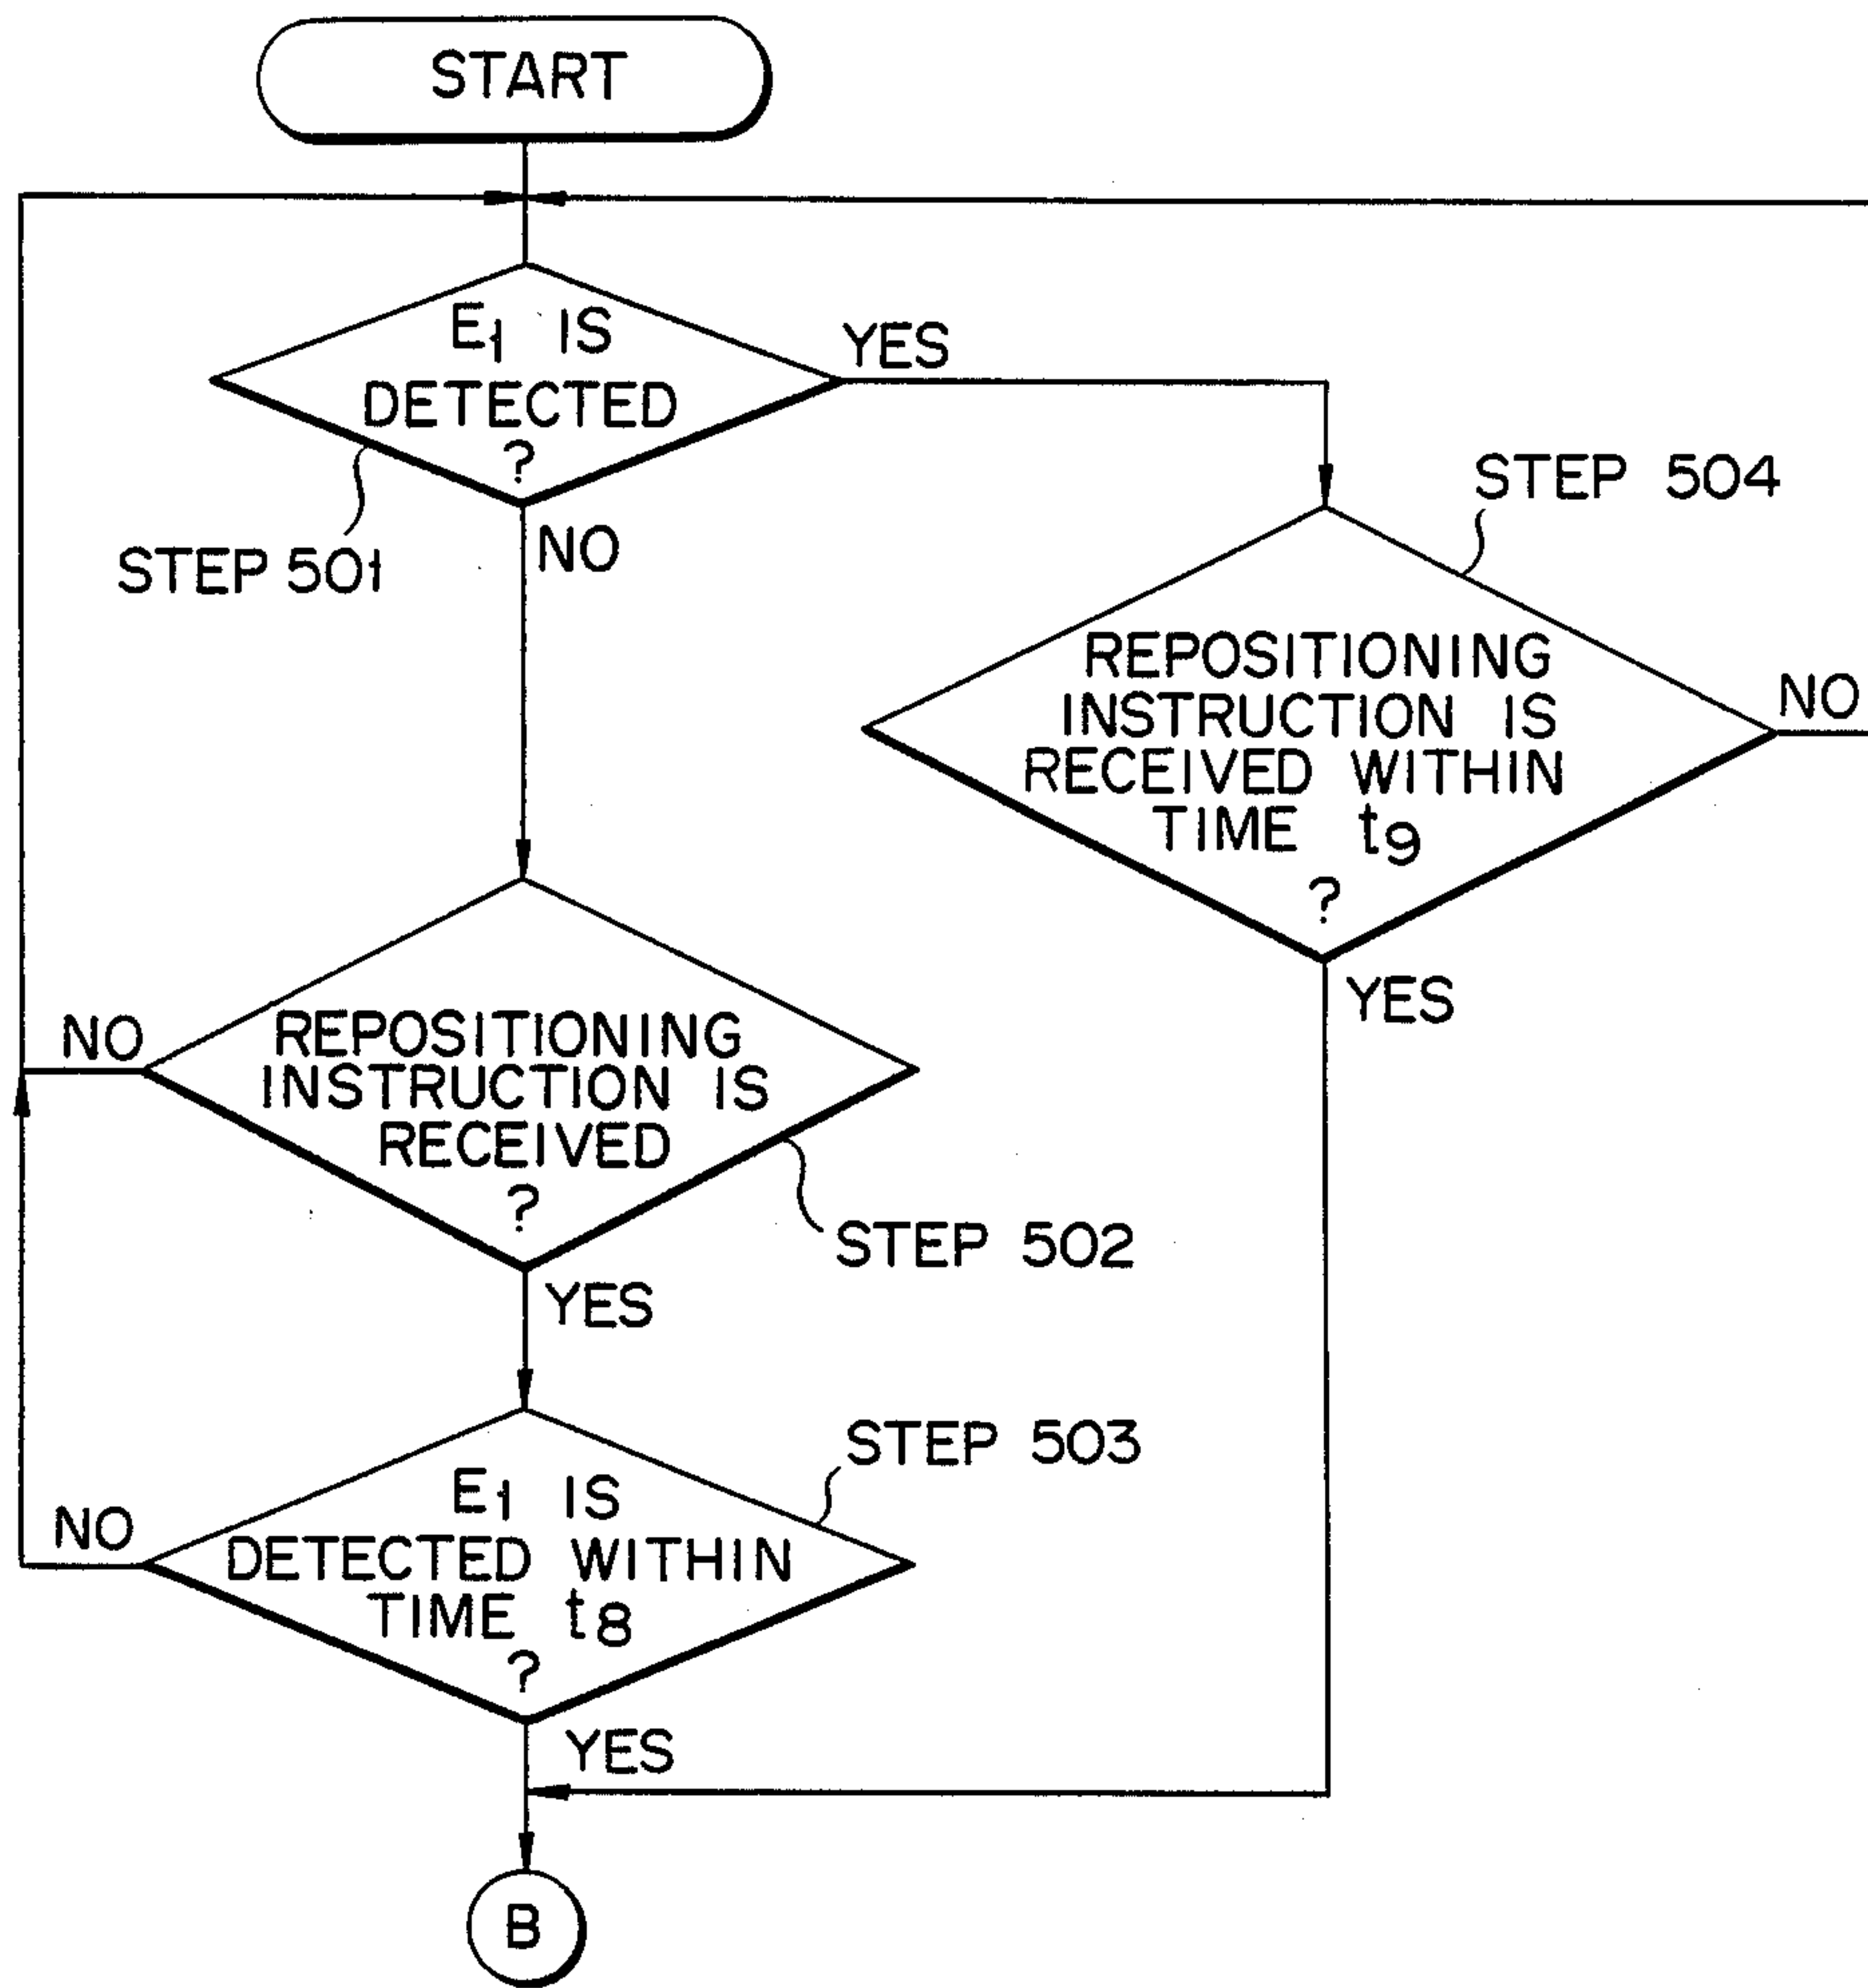 START
E1 IS
DETECTED
?
YES
STEP 501
NO
STEP 504
REPOSITIONING
INSTRUCTION IS
RECEIVED WITHIN
TIME t9
?
NO
YES
REPOSITIONING
INSTRUCTION IS
RECEIVED
?
NO
STEP 502
YES
STEP 503
E1 IS
DETECTED WITHIN
TIME t8
?
NO
YES
B